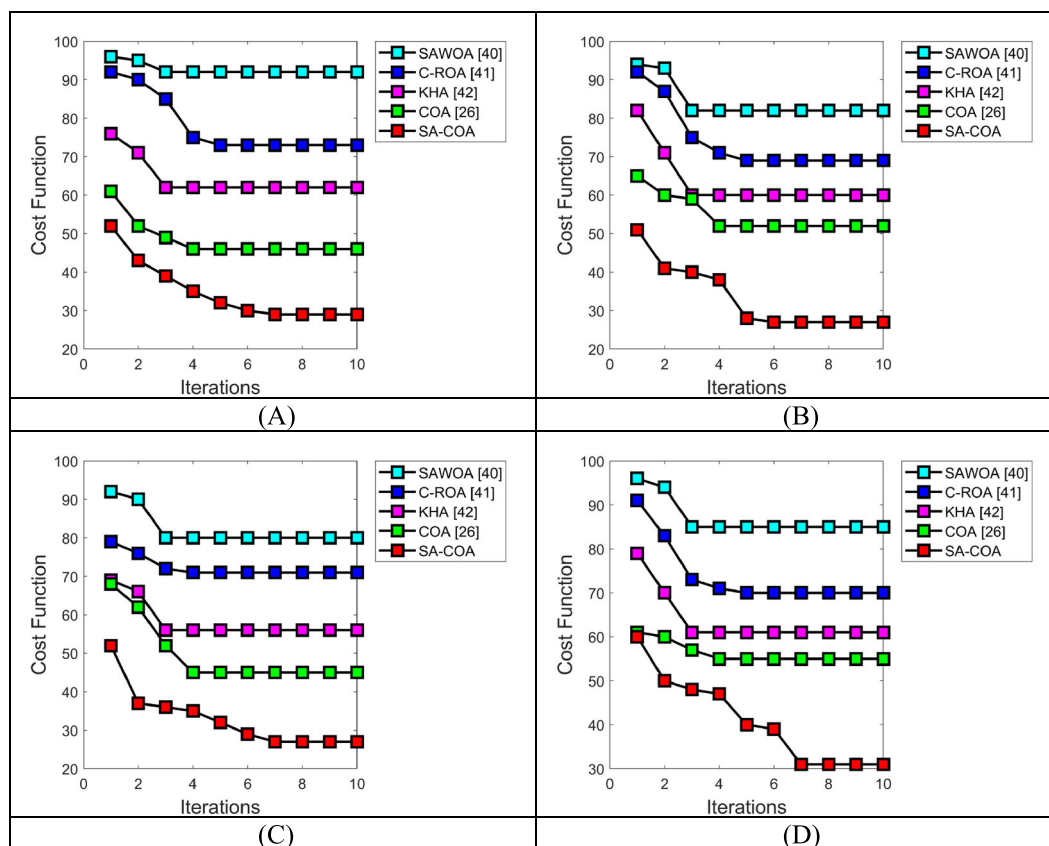 100
90
80
70
60
50
40
30
20
0 2 4 6 8 10
Cost Function
Iterations
SAWOA [40]
C-ROA [41]
KHA [42]
COA [26]
SA-COA
(A)
100
90
80
70
60
50
40
30
20
0 2 4 6 8 10
Cost Function
Iterations
SAWOA [40]
C-ROA [41]
KHA [42]
COA [26]
SA-COA
(B)
100
90
80
70
60
50
40
30
20
0 2 4 6 8 10
Cost Function
Iterations
SAWOA [40]
C-ROA [41]
KHA [42]
COA [26]
SA-COA
(C)
100
90
80
70
60
50
40
30
0 2 4 6 8 10
Cost Function
Iterations
SAWOA [40]
C-ROA [41]
KHA [42]
COA [26]
SA-COA
(D)